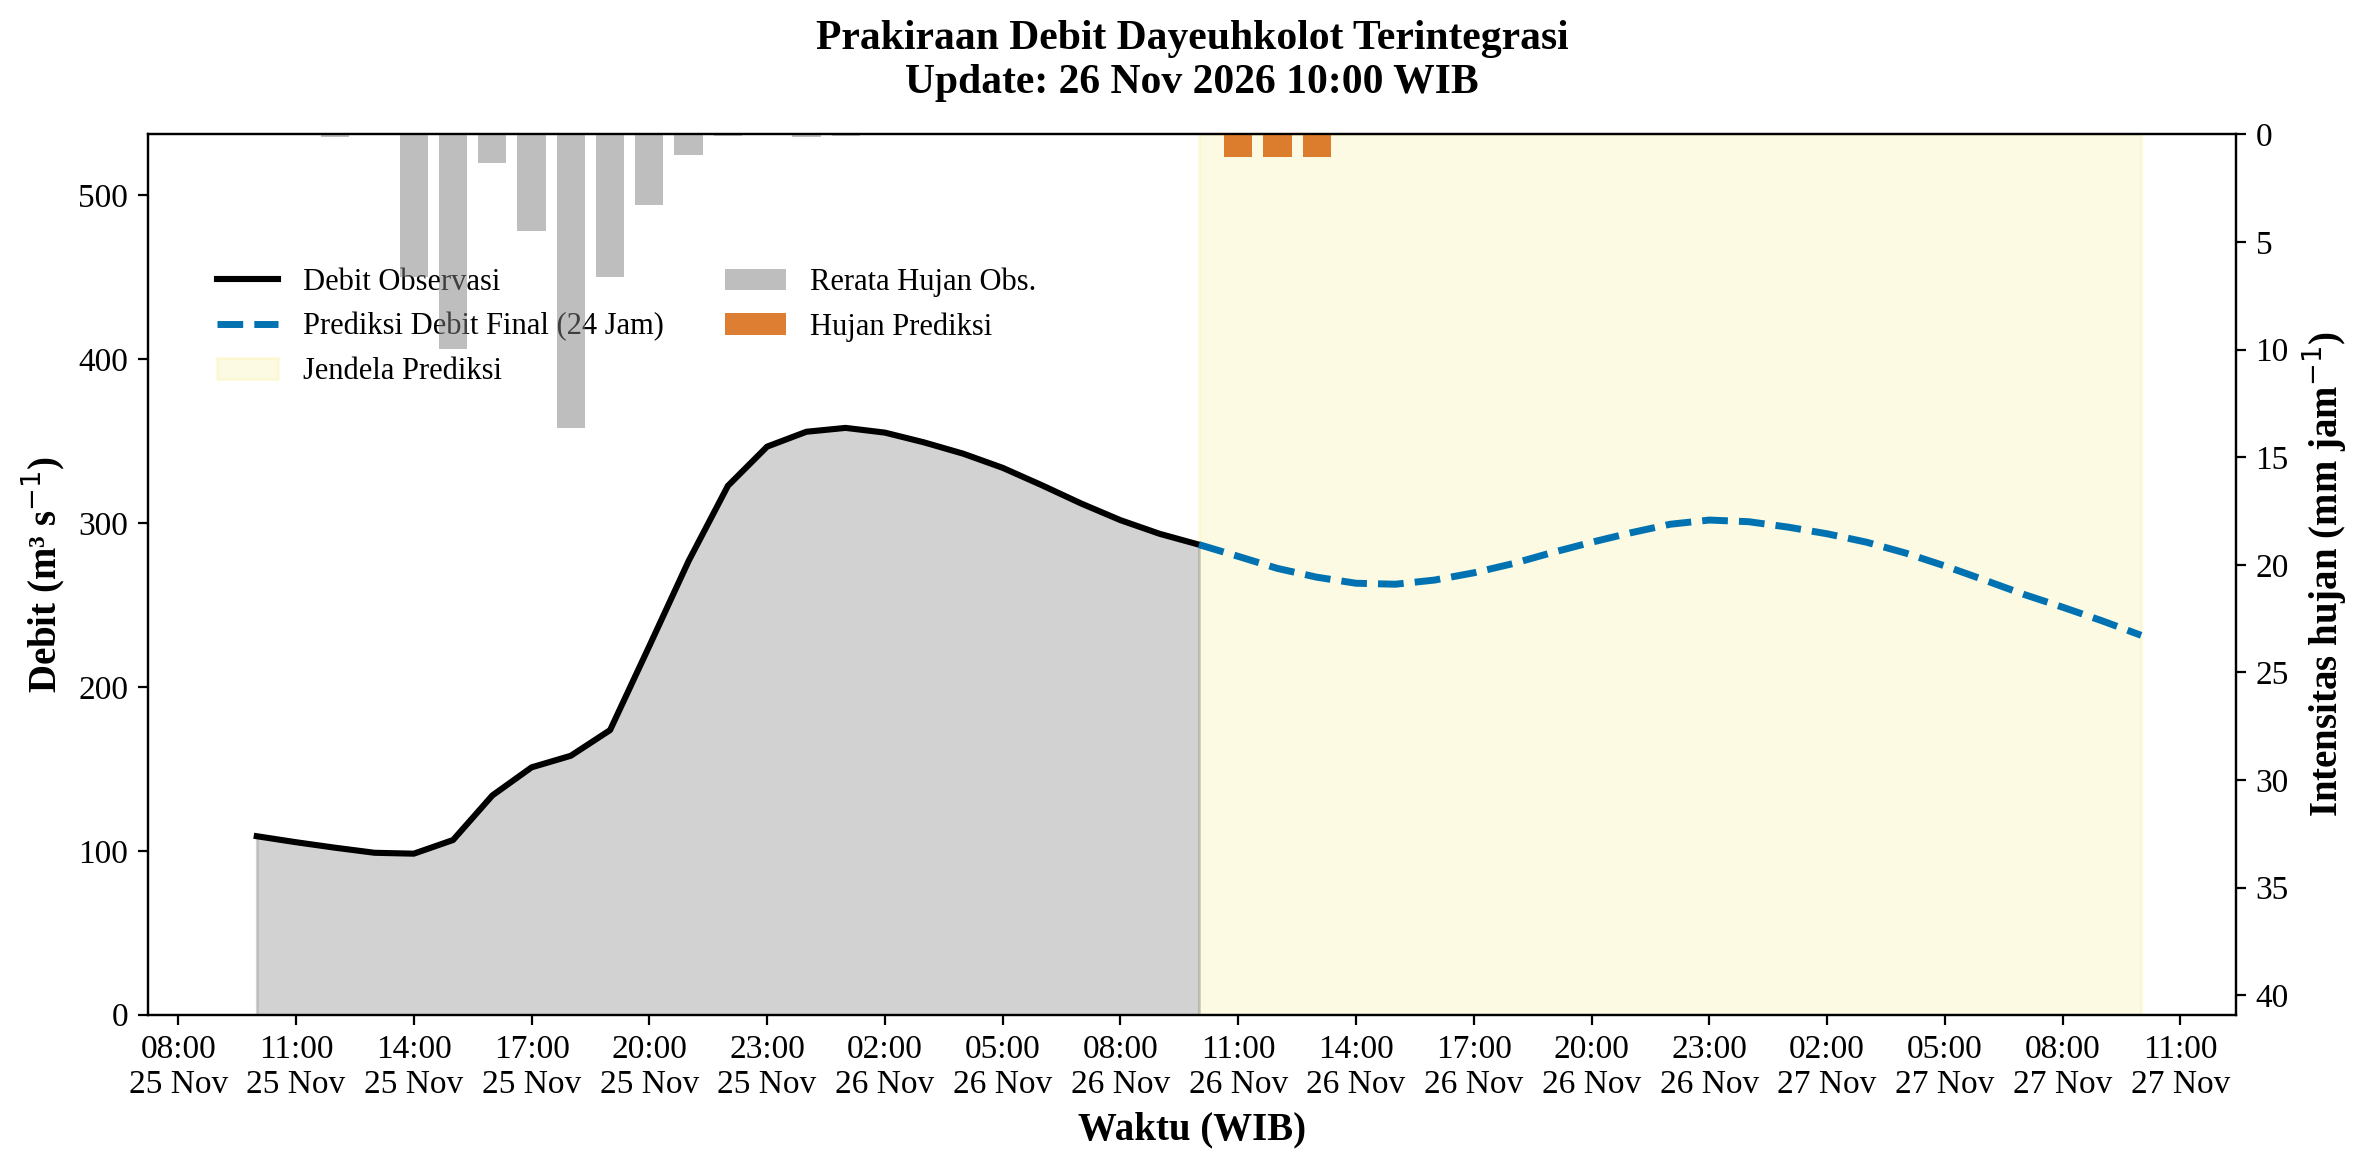 Prakiraan Debit Dayeuhkolot Terintegrasi
Update: 26 Nov 2026 10:00 WIB
Debit (m³ s⁻¹)
500
400
300
200
100
0
Debit Observasi
Prediksi Debit Final (24 Jam)
Jendela Prediksi
Rerata Hujan Obs.
Hujan Prediksi
0
5
10
15
20
25
30
35
40
Intensitas hujan (mm jam⁻¹)
08:00 11:00 14:00 17:00 20:00 23:00 02:00 05:00 08:00 11:00 14:00 17:00 20:00 23:00 02:00 05:00 08:00 11:00
25 Nov 25 Nov 25 Nov 25 Nov 25 Nov 25 Nov 26 Nov 26 Nov 26 Nov 26 Nov 26 Nov 26 Nov 26 Nov 26 Nov 27 Nov 27 Nov 27 Nov 27 Nov
Waktu (WIB)